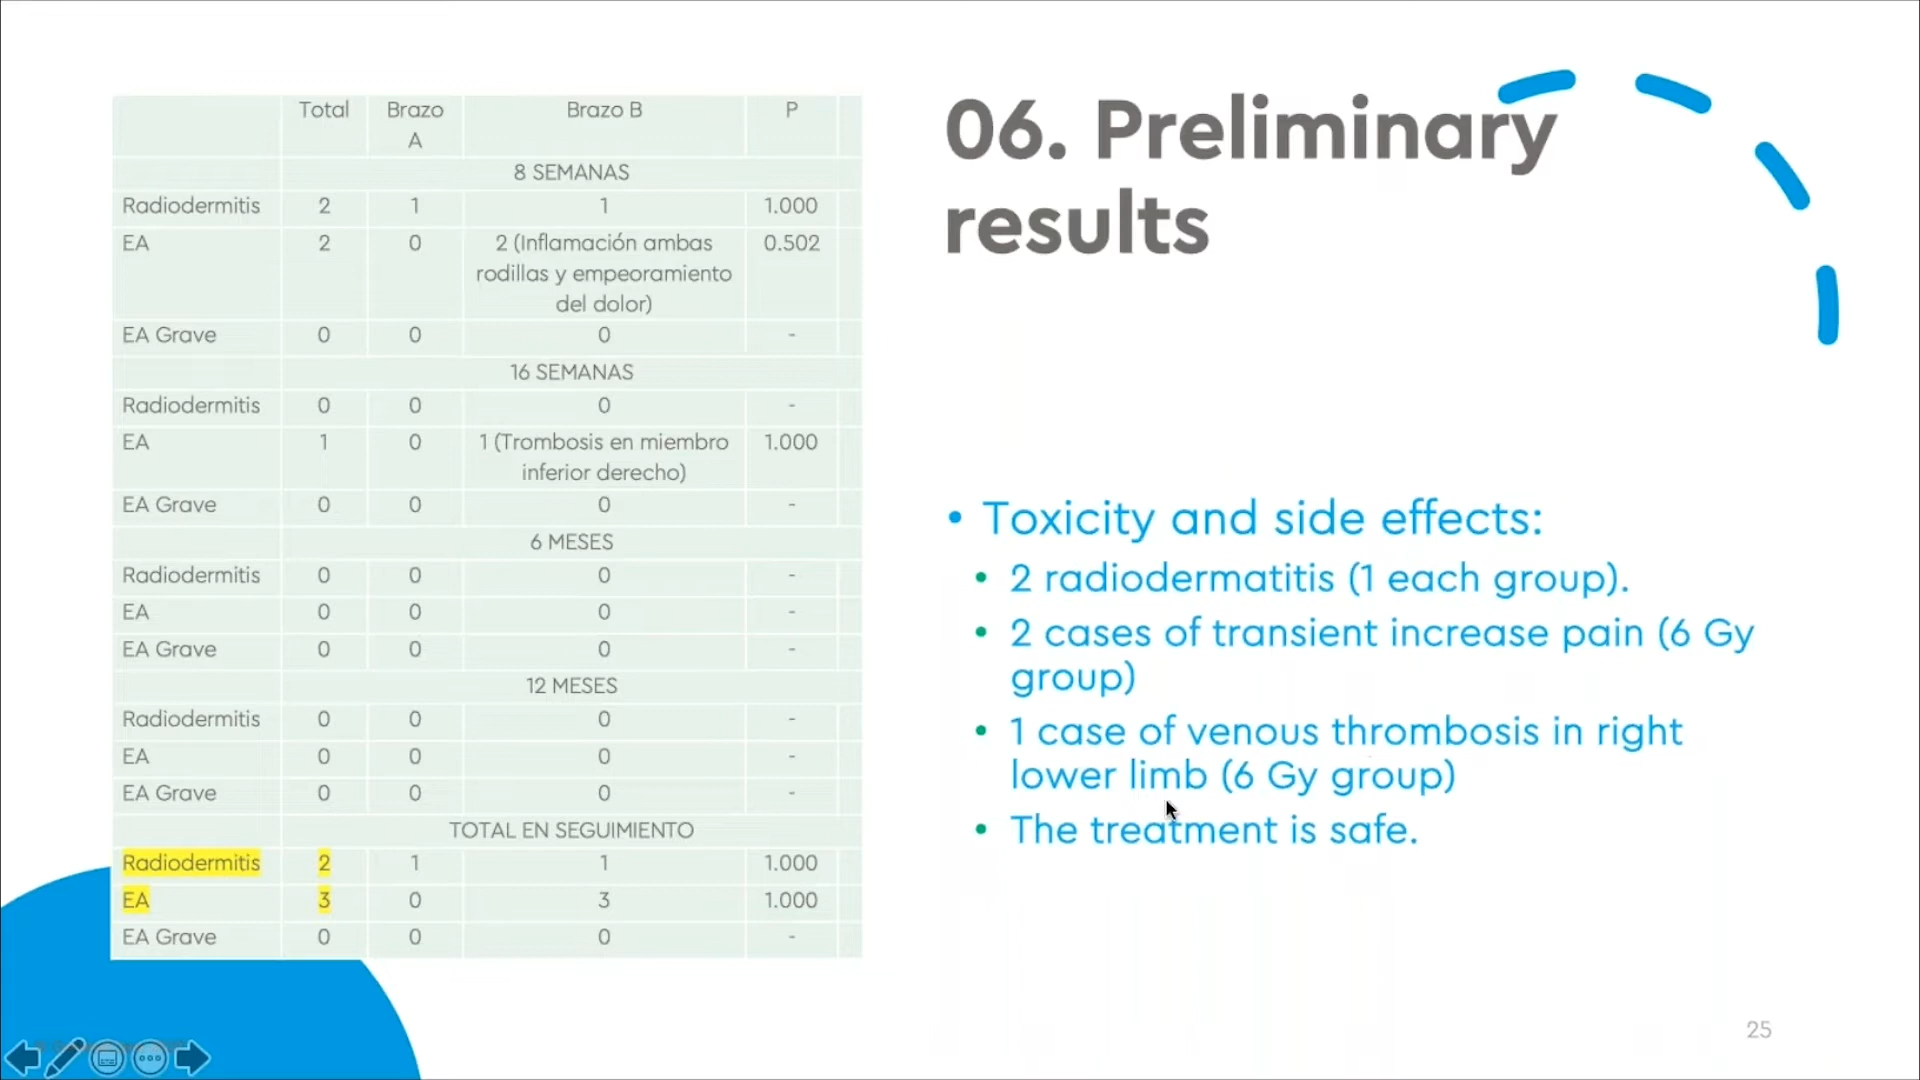 Total Brazo Brazo B P
A
8 SEMANAS
Radiodermitis 2 1 1 1.000
EA 2 0 2 (Inflamación ambas 0.502
rodillas y empeoramiento
del dolor)
EA Grave 0 0 0 -
16 SEMANAS
Radiodermitis 0 0 0 -
EA 1 0 1 (Trombosis en miembro 1.000
inferior derecho)
EA Grave 0 0 0 -
6 MESES
Radiodermitis 0 0 0 -
EA 0 0 0 -
EA Grave 0 0 0 -
12 MESES
Radiodermitis 0 0 0 -
EA 0 0 0 -
EA Grave 0 0 0 -
TOTAL EN SEGUIMIENTO
Radiodermitis 2 1 1 1.000
EA 3 0 3 1.000
EA Grave 0 0 0 -
06. Preliminary
results
• Toxicity and side effects:
• 2 radiodermatitis (1 each group).
• 2 cases of transient increase pain (6 Gy
group)
• 1 case of venous thrombosis in right
lower limb (6 Gy group)
• The treatment is safe.
25